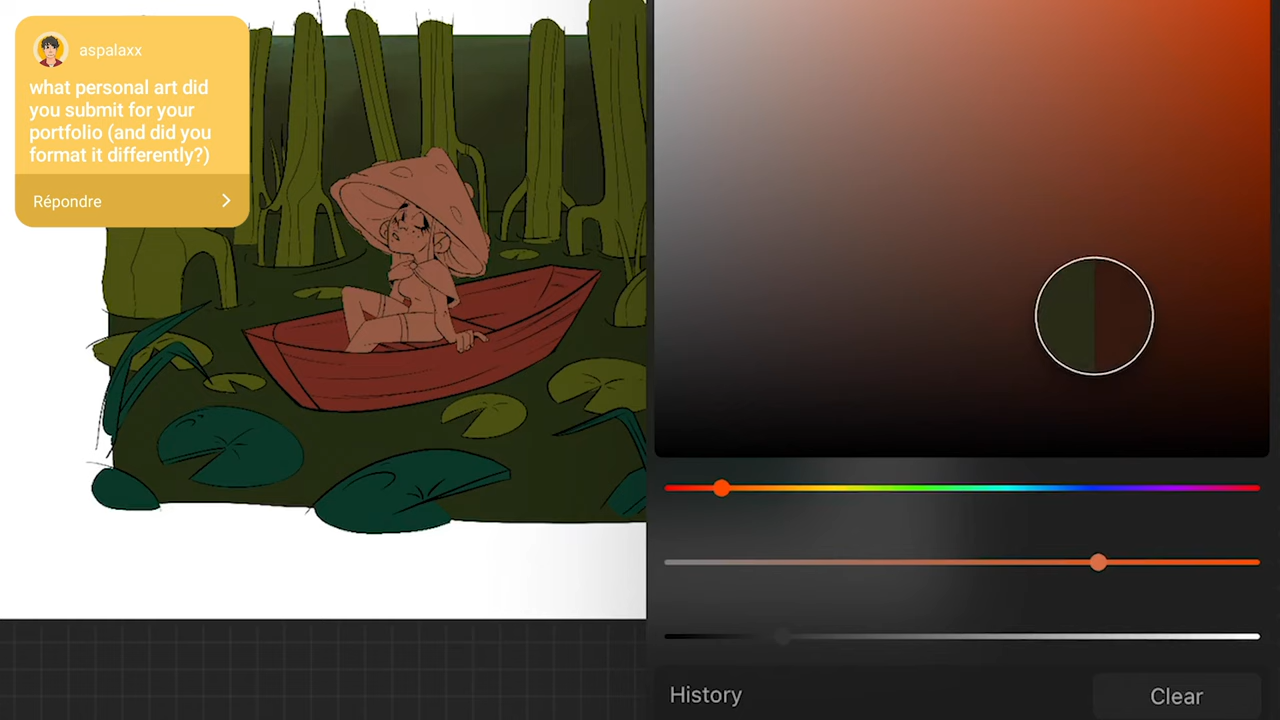 aspalaxx
what personal art did
you submit for your
portfolio (and did you
format it differently?)
Répondre
History
Clear